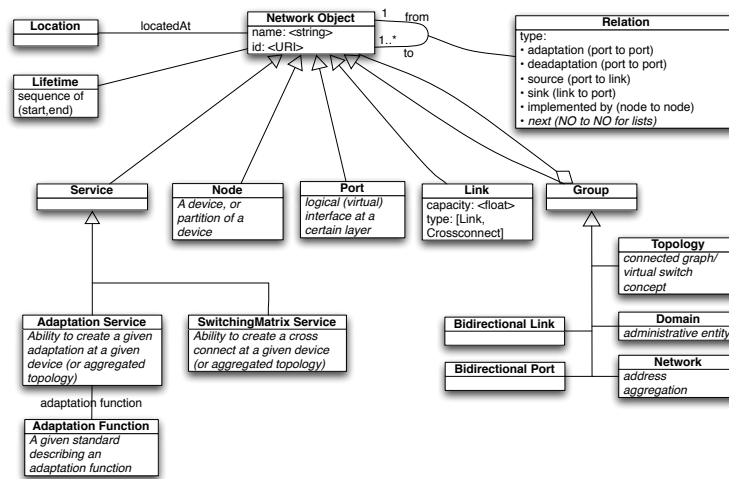 Location
locatedAt
Network Object
name: <string>
id: <URI>
1
from
1..*
to
Relation
type:
• adaptation (port to port)
• deadaptation (port to port)
• source (port to link)
• sink (link to port)
• implemented by (node to node)
• next (NO to NO for lists)
Lifetime
sequence of
(start,end)
Service
Node
A device, or
partition of a
device
Port
logical (virtual)
interface at a
certain layer
Link
capacity: <float>
type: [Link,
Crossconnect]
Group
Topology
connected graph/
virtual switch
concept
Adaptation Service
Ability to create a given
adaptation at a given
device (or aggregated
topology)
SwitchingMatrix Service
Ability to create a cross
connect at a given device
(or aggregated topology)
Bidirectional Link
Domain
administrative entity
Bidirectional Port
Network
address
aggregation
adaptation function
Adaptation Function
A given standard
describing an
adaptation function